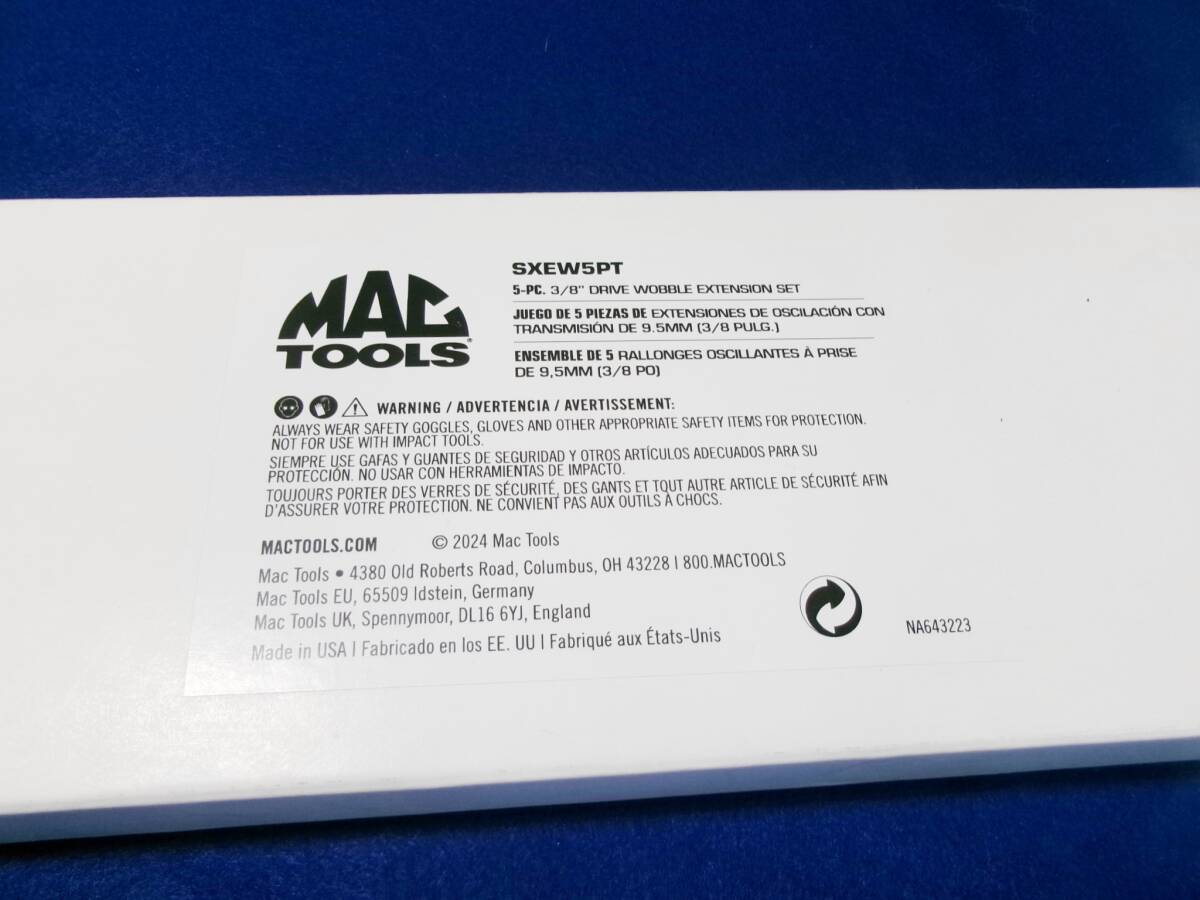 MAC
TOOLS®
SXEW5PT
5-PC. 3/8" DRIVE WOBBLE EXTENSION SET
JUEGO DE 5 PIEZAS DE EXTENSIONES DE OSCILACIÓN CON
TRANSMISIÓN DE 9.5MM (3/8 PULG.)
ENSEMBLE DE 5 RALLONGES OSCILLANTES À PRISE
DE 9,5MM (3/8 PO)
WARNING / ADVERTENCIA / AVERTISSEMENT:
ALWAYS WEAR SAFETY GOGGLES, GLOVES AND OTHER APPROPRIATE SAFETY ITEMS FOR PROTECTION.
NOT FOR USE WITH IMPACT TOOLS.
SIEMPRE USE GAFAS Y GUANTES DE SEGURIDAD Y OTROS ARTÍCULOS ADECUADOS PARA SU
PROTECCIÓN. NO USAR CON HERRAMIENTAS DE IMPACTO.
TOUJOURS PORTER DES VERRES DE SÉCURITÉ, DES GANTS ET TOUT AUTRE ARTICLE DE SÉCURITÉ AFIN
D'ASSURER VOTRE PROTECTION. NE CONVIENT PAS AUX OUTILS À CHOCS.
MACTOOLS.COM © 2024 Mac Tools
Mac Tools • 4380 Old Roberts Road, Columbus, OH 43228 | 800.MACTOOLS
Mac Tools EU, 65509 Idstein, Germany
Mac Tools UK, Spennymoor, DL16 6YJ, England
Made in USA | Fabricado en los EE. UU | Fabriqué aux États-Unis
NA643223